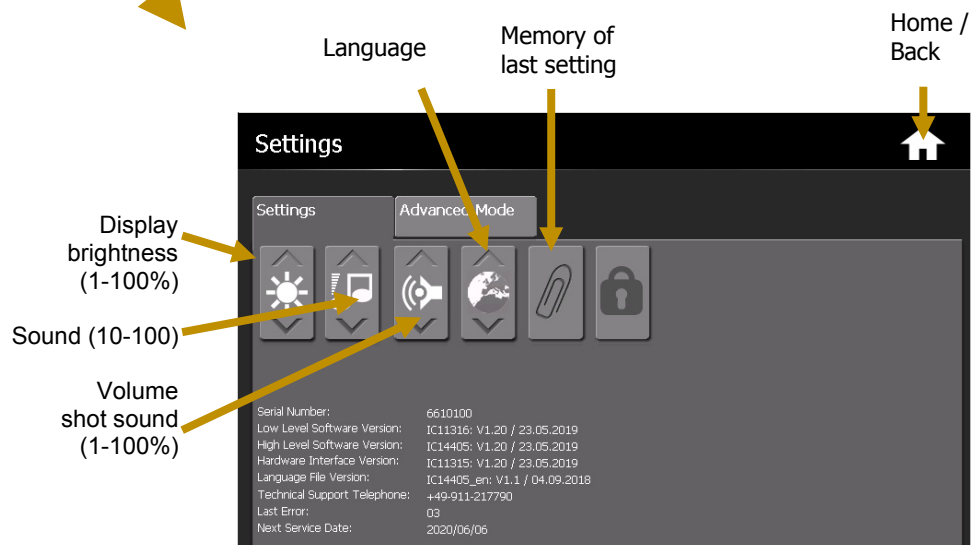 Home /
Back
Language
Memory of
last setting
Settings
Settings
Advanced Mode
Display
brightness
(1-100%)
Sound (10-100)
Volume
shot sound
(1-100%)
Serial Number: 6610100
Low Level Software Version: IC11316: V1.20 / 23.05.2019
High Level Software Version: IC14405: V1.20 / 23.05.2019
Hardware Interface Version: IC11315: V1.20 / 23.05.2019
Language File Version: IC14405_en: V1.1 / 04.09.2018
Technical Support Telephone: +49-911-217790
Last Error: 03
Next Service Date: 2020/06/06